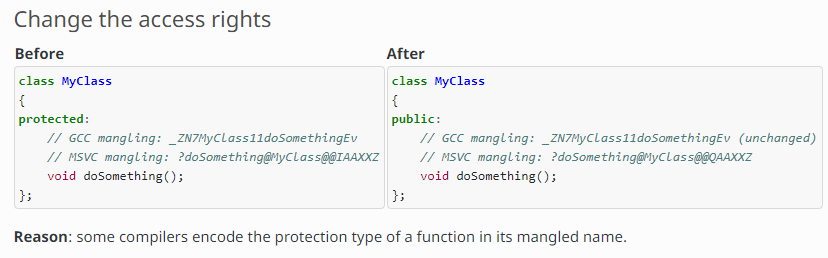 Change the access rights
Before
class MyClass
{
protected:
    // GCC mangling: _ZN7MyClass11doSomethingEv
    // MSVC mangling: ?doSomething@MyClass@@IAAXXZ
    void doSomething();
};
After
class MyClass
{
public:
    // GCC mangling: _ZN7MyClass11doSomethingEv (unchanged)
    // MSVC mangling: ?doSomething@MyClass@@QAAXXZ
    void doSomething();
};
Reason: some compilers encode the protection type of a function in its mangled name.